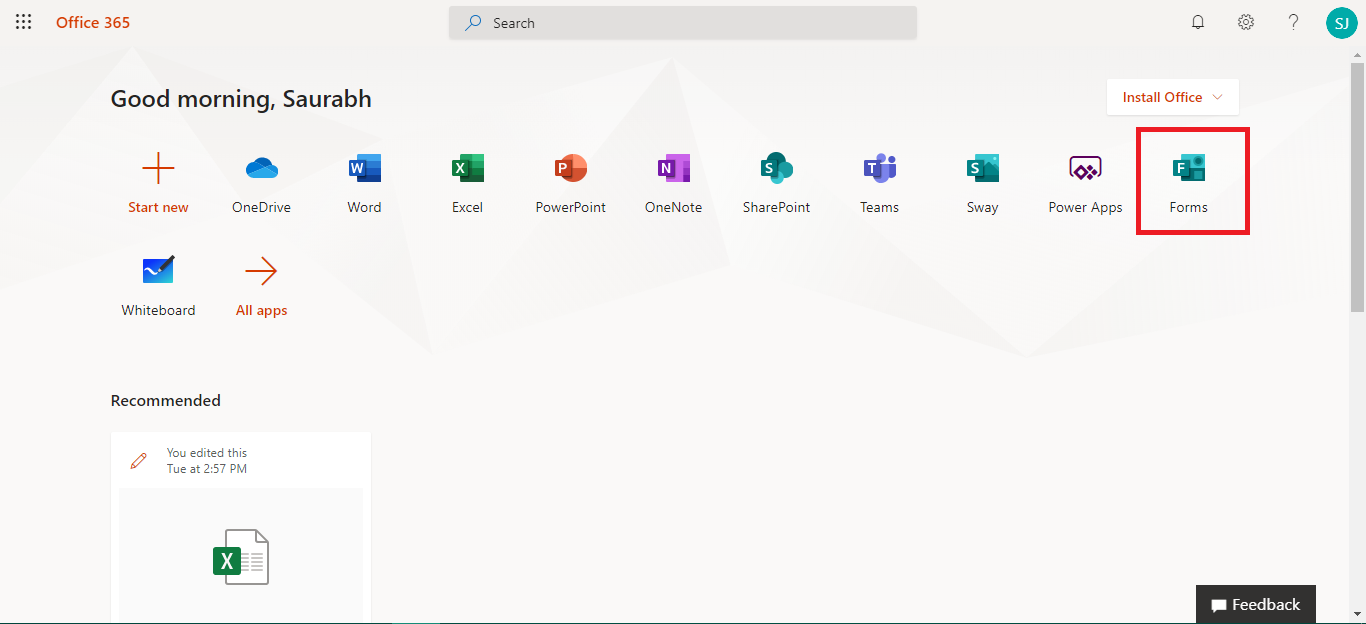 Office 365
Search
SJ
Good morning, Saurabh
Install Office
Start new
OneDrive
Word
Excel
PowerPoint
OneNote
SharePoint
Teams
Sway
Power Apps
Forms
Whiteboard
All apps
Recommended
You edited this
Tue at 2:57 PM
Feedback